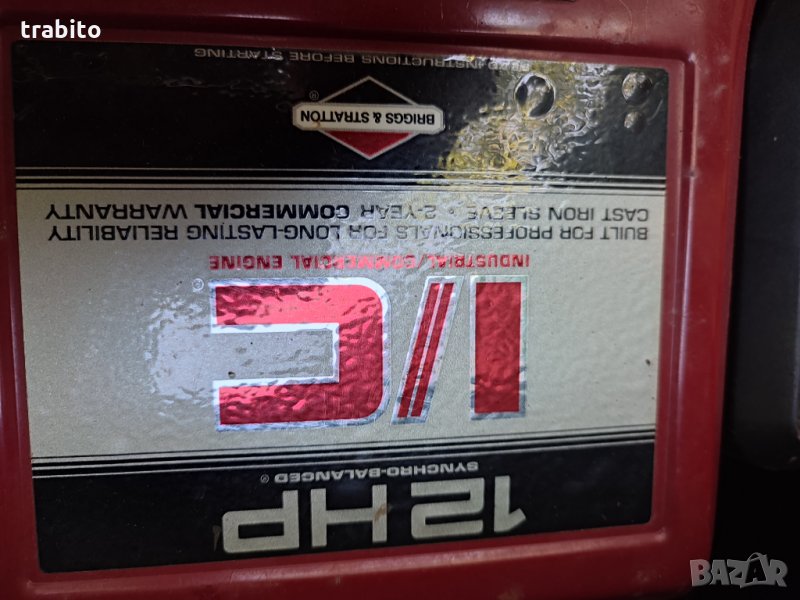 trabito
12HP
SYNCHRO-BALANCED ®
I/C ®
INDUSTRIAL/COMMERCIAL ENGINE
BUILT FOR PROFESSIONALS FOR LONG-LASTING RELIABILITY
CAST IRON SLEEVE • 2-YEAR COMMERCIAL WARRANTY
BRIGGS & STRATTON ®
READ INSTRUCTIONS BEFORE STARTING
BAZAR